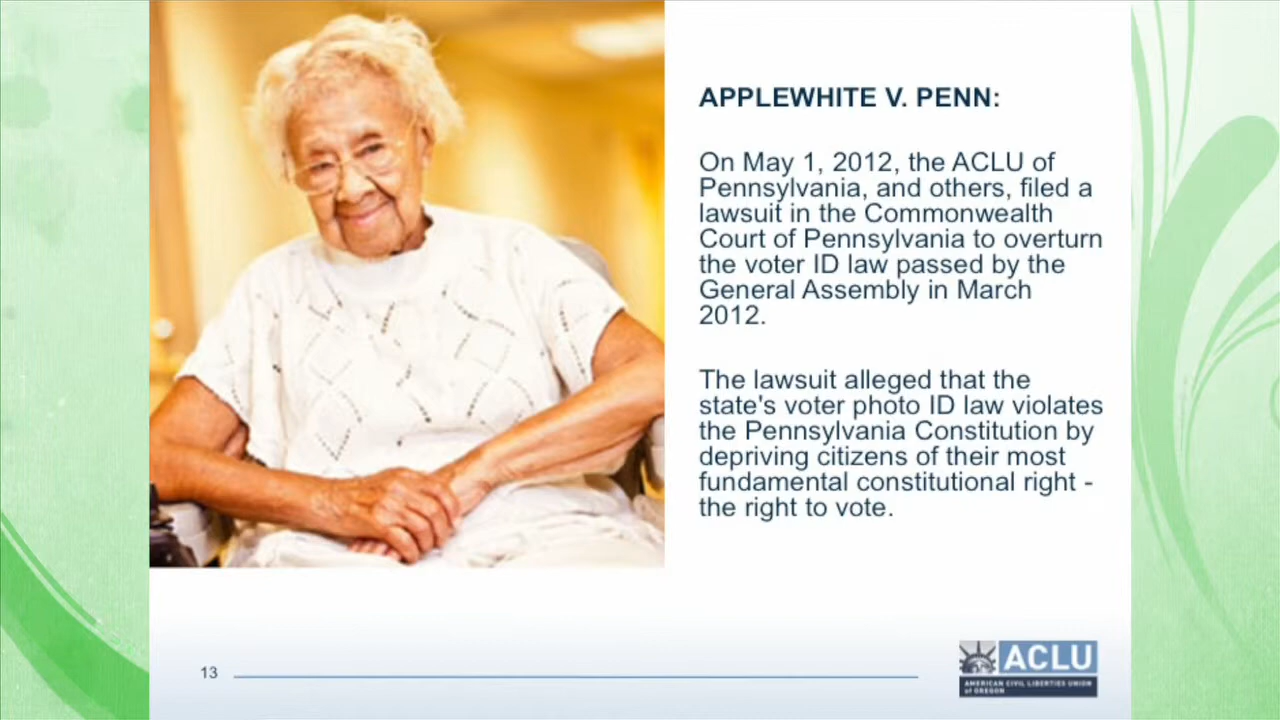 APPLEWHITE V. PENN:
On May 1, 2012, the ACLU of
Pennsylvania, and others, filed a
lawsuit in the Commonwealth
Court of Pennsylvania to overturn
the voter ID law passed by the
General Assembly in March
2012.
The lawsuit alleged that the
state's voter photo ID law violates
the Pennsylvania Constitution by
depriving citizens of their most
fundamental constitutional right -
the right to vote.
13
ACLU
AMERICAN CIVIL LIBERTIES UNION
of OREGON